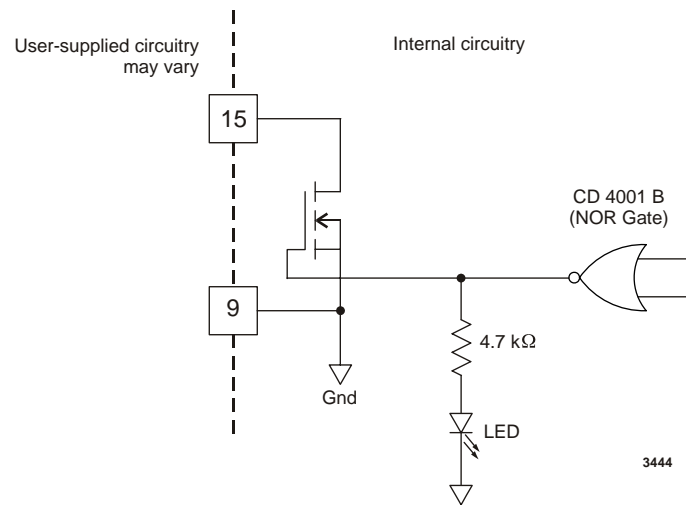 User-supplied circuitry
may vary
Internal circuitry
15
CD 4001 B
(NOR Gate)
9
4.7 kΩ
Gnd
LED
3444